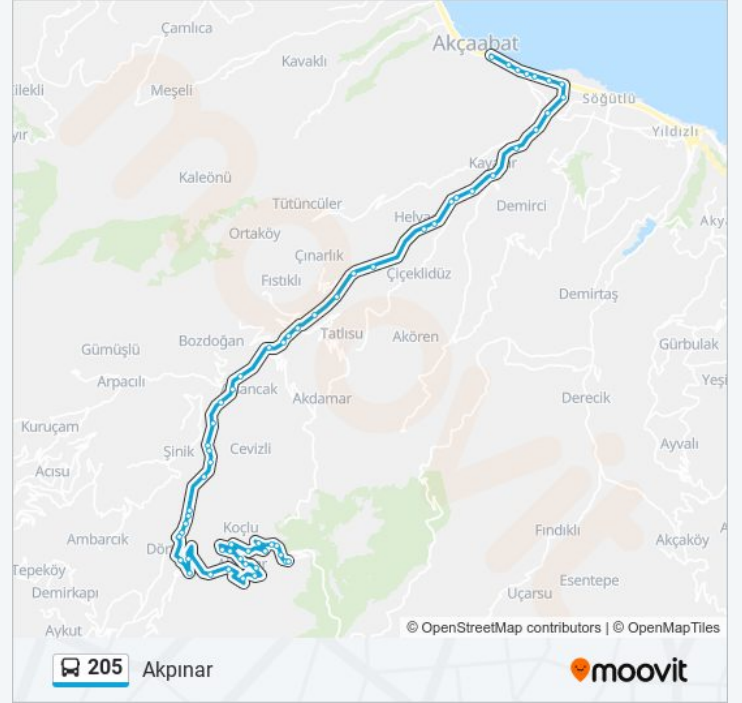 Çamlıca
Akçaabat
Kavaklı
Meşeli
Söğütlü
Yıldızlı
Kaleönü
Tütüncüler
Demirci
Ortaköy
Çınarlık
Çiçeklidüz
Fıstıklı
Demirtaş
Bozdoğan
Tatlısu
Akören
Gümüşlü
Gürbulak
Arpacılı
Akdamar
Derecik
Kuruçam
Şinik
Cevizli
Ayvalı
Acısu
Koçlu
Fındıklı
Ambarcık
Akçaköy
Tepeköy
Esentepe
Demirkapı
Uçarsu
Aykut
© OpenStreetMap contributors | © OpenMapTiles
205 Akpınar
moovit